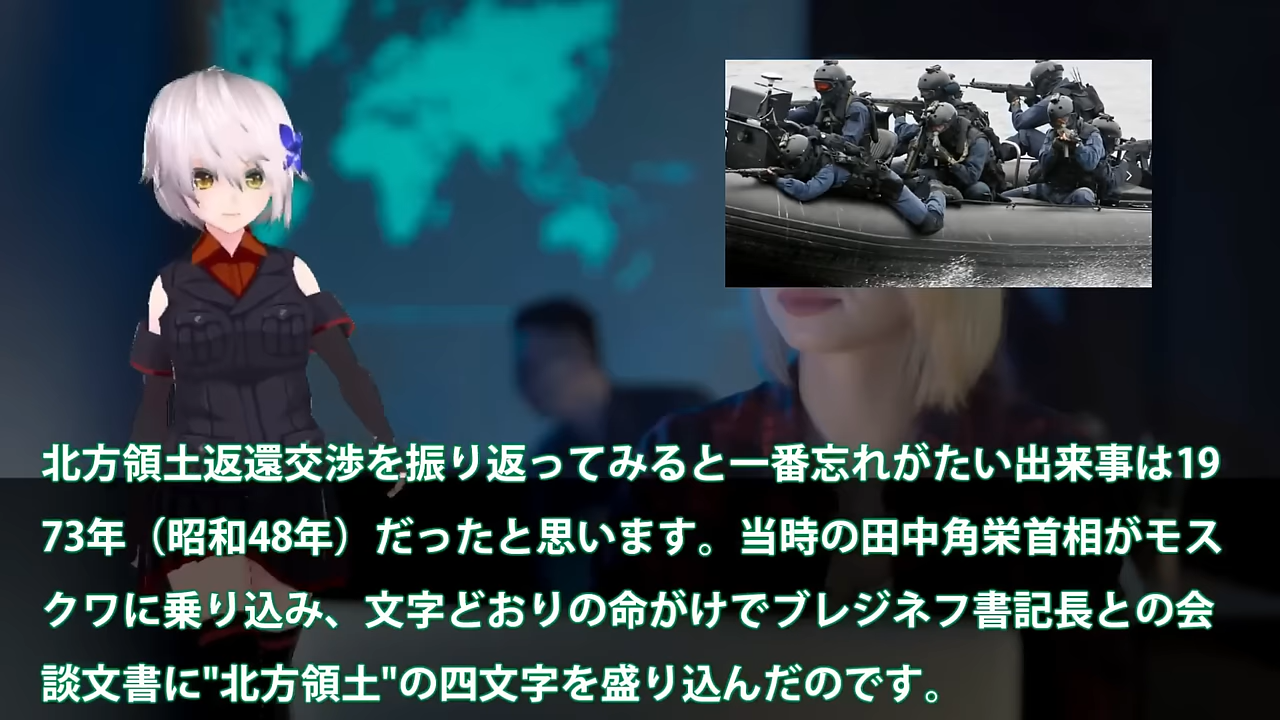 北方領土返還交渉を振り返ってみると一番忘れがたい出来事は19
73年（昭和48年）だったと思います。当時の田中角栄首相がモス
クワに乗り込み、文字どおりの命がけでブレジネフ書記長との会
談文書に"北方領土"の四文字を盛り込んだのです。